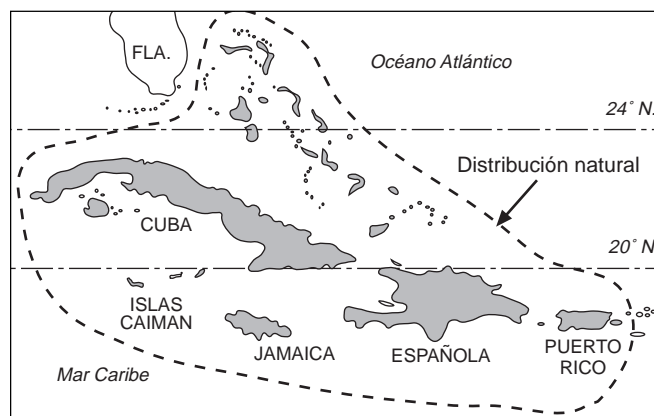 FLA.
Océano Atlántico
24° N.
Distribución natural
CUBA
20° N
ISLAS
CAIMAN
JAMAICA
ESPAÑOLA
PUERTO
RICO
Mar Caribe